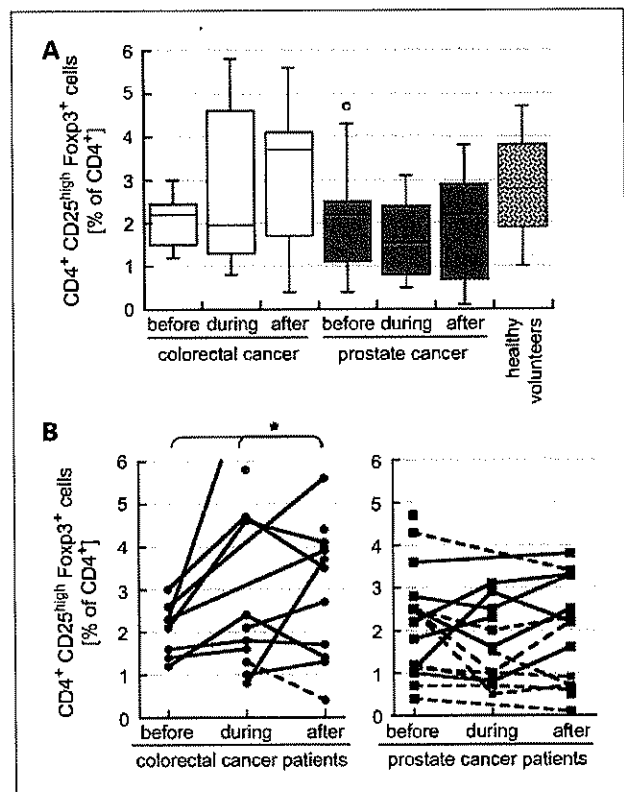 A
CD4+ CD25high Foxp3+ cells
[% of CD4+]
6
5
4
3
2
1
0
before during after before during after
colorectal cancer prostate cancer
healthy
volunteers
B
*
CD4+ CD25high Foxp3+ cells
[% of CD4+]
6
5
4
3
2
1
0
before during after
colorectal cancer patients
6
5
4
3
2
1
0
before during after
prostate cancer patients